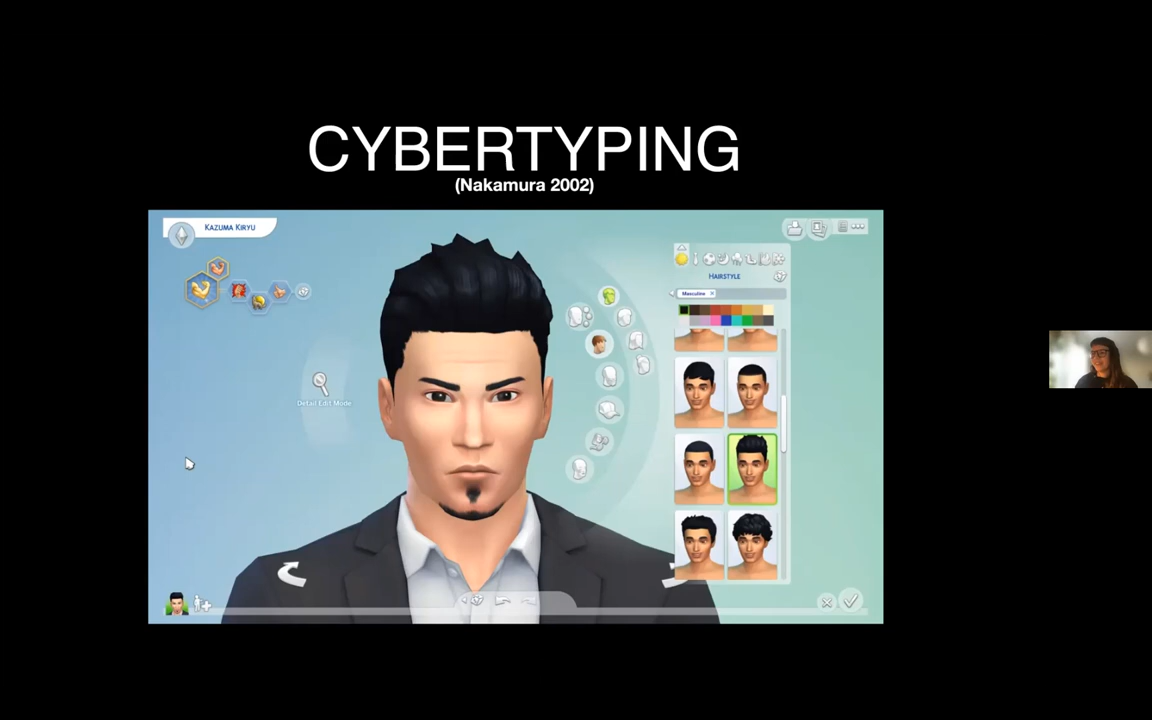 CYBERTYPING
(Nakamura 2002)
KAZUMA KIRYU
HAIRSTYLE
Masculine
Detail Edit Mode